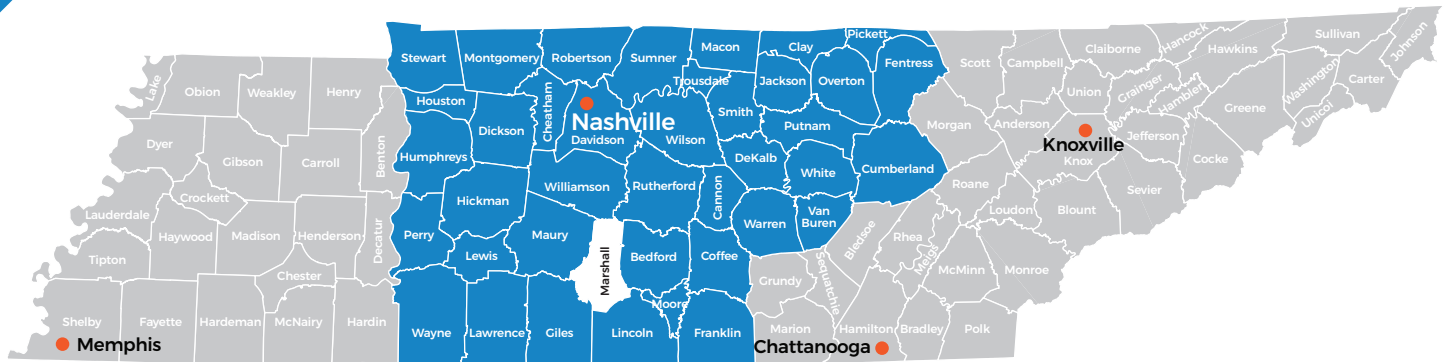 Stewart
Montgomery
Robertson
Sumner
Macon
Clay
Pickett
Fentress
Scott
Campbell
Claiborne
Hancock
Hawkins
Sullivan
Johnson
Lake
Obion
Weakley
Henry
Houston
Dickson
Cheatham
Nashville
Davidson
Wilson
Trousdale
Smith
Jackson
Overton
Putnam
Morgan
Anderson
Union
Grainger
Hamblen
Greene
Washington
Unicoi
Carter
Dyer
Gibson
Carroll
Benton
Humphreys
Williamson
Rutherford
Cannon
DeKalb
White
Cumberland
Roane
Knoxville
Knox
Jefferson
Cocke
Sevier
Lauderdale
Crockett
Haywood
Madison
Henderson
Decatur
Perry
Hickman
Lewis
Maury
Marshall
Bedford
Coffee
Warren
Van
Buren
Bledsoe
Rhea
Meigs
Loudon
Blount
Tipton
Chester
Grundy
Sequatchie
McMinn
Monroe
Shelby
Fayette
Hardeman
McNairy
Hardin
Wayne
Lawrence
Giles
Lincoln
Moore
Franklin
Marion
Hamilton
Bradley
Polk
Memphis
Chattanooga